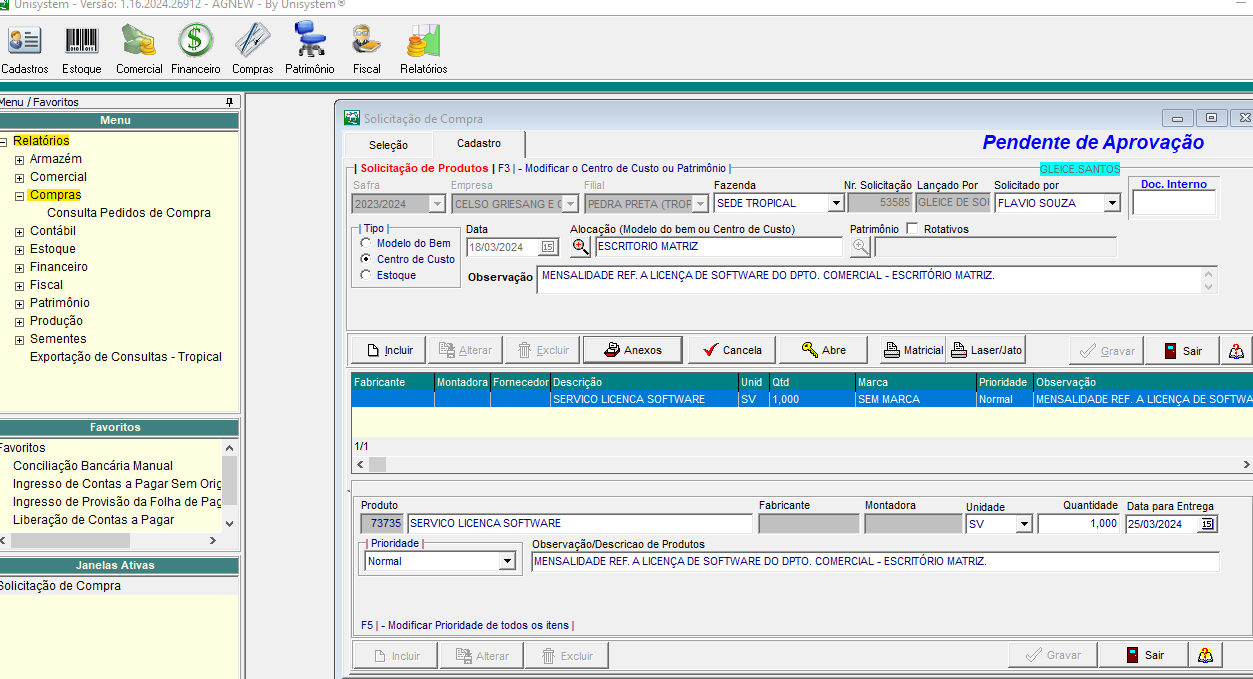 Unisystem - Versão: 1.16.2024.26912 - AGNEW - By Unisystem®
Cadastros Estoque Comercial Financeiro Compras Patrimônio Fiscal Relatórios
Menu / Favoritos
Menu
Relatórios
Armazém
Comercial
Compras
Consulta Pedidos de Compra
Contábil
Estoque
Financeiro
Fiscal
Patrimônio
Produção
Sementes
Exportação de Consultas - Tropical
Favoritos
Favoritos
Conciliação Bancária Manual
Ingresso de Contas a Pagar Sem Orig
Ingresso de Provisão da Folha de Pag
Liberação de Contas a Pagar
Janelas Ativas
Solicitação de Compra
Solicitação de Compra
Seleção Cadastro
Pendente de Aprovação
| Solicitação de Produtos | F3 | - Modificar o Centro de Custo ou Patrimônio |
GLEICE.SANTOS
Safra Empresa Filial Fazenda Nr. Solicitação Lançado Por Solicitado por Doc. Interno
2023/2024 CELSO GRIESANG E PEDRA PRETA (TROP SEDE TROPICAL 53585 GLEICE DE SO FLAVIO SOUZA
| Tipo | Data Alocação (Modelo do bem ou Centro de Custo) Patrimônio Rotativos
Modelo do Bem
18/03/2024 15 ESCRITORIO MATRIZ
Centro de Custo
Estoque
Observação MENSALIDADE REF. A LICENÇA DE SOFTWARE DO DPTO. COMERCIAL - ESCRITÓRIO MATRIZ.
Incluir Alterar Excluir Anexos Cancela Abre Matricial Laser/Jato Gravar Sair
Fabricante Montadora Fornecedor Descrição Unid Qtd Marca Prioridade Observação
SERVICO LICENCA SOFTWARE SV 1,000 SEM MARCA Normal MENSALIDADE REF. A LICENÇA DE SOFTWA
1/1
Produto Fabricante Montadora Unidade Quantidade Data para Entrega
73735 SERVICO LICENCA SOFTWARE SV 1,000 25/03/2024 15
| Prioridade | Observação/Descricao de Produtos
Normal MENSALIDADE REF. A LICENÇA DE SOFTWARE DO DPTO. COMERCIAL - ESCRITÓRIO MATRIZ.
F5 | - Modificar Prioridade de todos os itens |
Incluir Alterar Excluir Gravar Sair